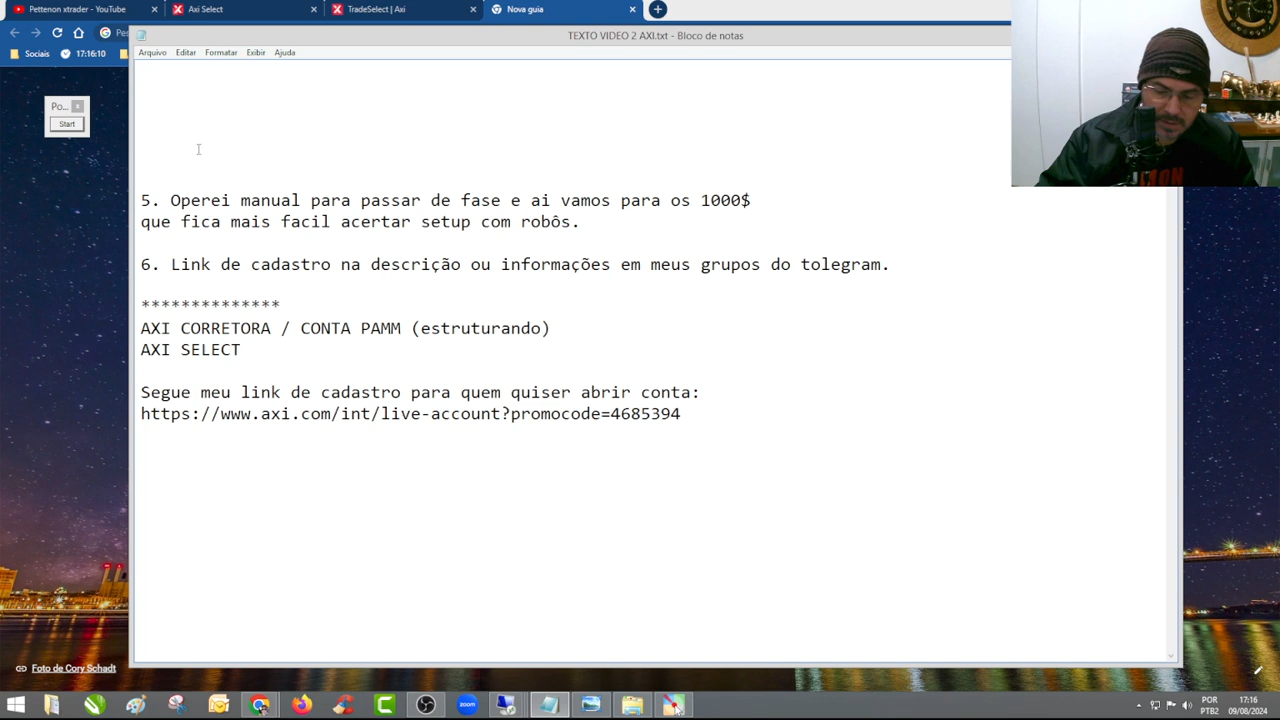 Pettenon xtrader - YouTube
Axi Select
TradeSelect | Axi
Nova guia
Sociais
17:16:10
Pes
TEXTO VIDEO 2 AXI.txt - Bloco de notas
Arquivo Editar Formatar Exibir Ajuda
Po... x
Start
5. Operei manual para passar de fase e ai vamos para os 1000$
que fica mais facil acertar setup com robôs.
6. Link de cadastro na descrição ou informações em meus grupos do tolegram.
**************
AXI CORRETORA / CONTA PAMM (estruturando)
AXI SELECT
Segue meu link de cadastro para quem quiser abrir conta:
https://www.axi.com/int/live-account?promocode=4685394
Foto de Cory Schadt
zoom
POR
PTB2
17:16
09/08/2024